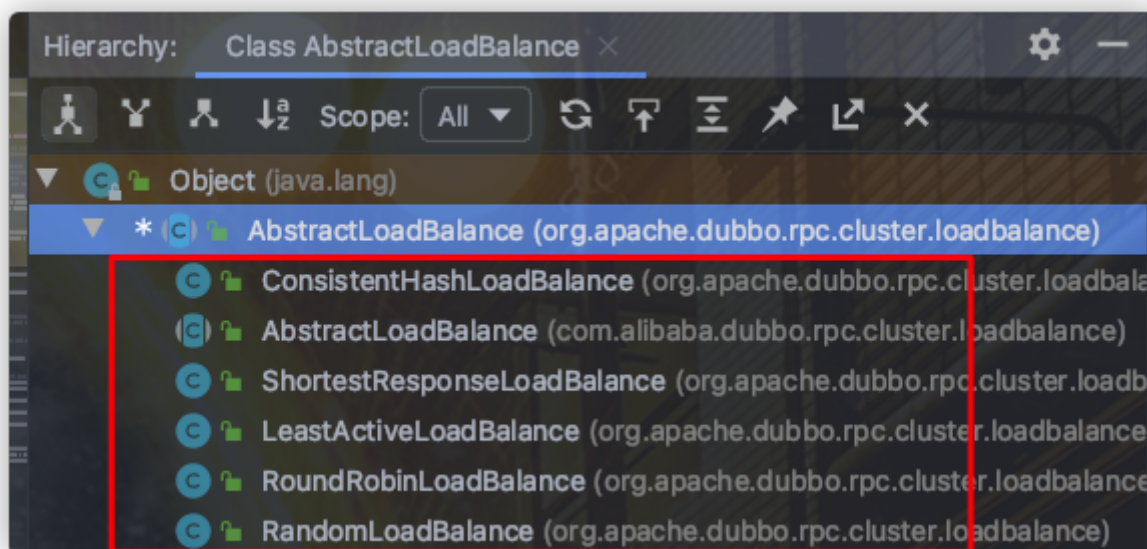 Hierarchy: Class AbstractLoadBalance
Scope: All
Object (java.lang)
* AbstractLoadBalance (org.apache.dubbo.rpc.cluster.loadbalance)
ConsistentHashLoadBalance (org.apache.dubbo.rpc.cluster.loadbala
AbstractLoadBalance (com.alibaba.dubbo.rpc.cluster.loadbalance)
ShortestResponseLoadBalance (org.apache.dubbo.rpc.cluster.loadb
LeastActiveLoadBalance (org.apache.dubbo.rpc.cluster.loadbalance
RoundRobinLoadBalance (org.apache.dubbo.rpc.cluster.loadbalance
RandomLoadBalance (org.apache.dubbo.rpc.cluster.loadbalance)